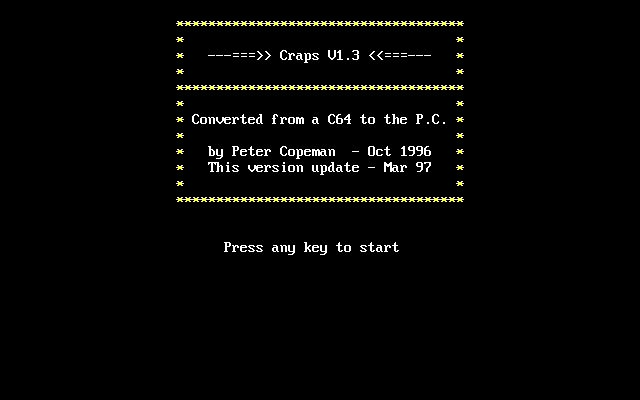 ************************************
*                                  *
*   ---===>> Craps V1.3 <<===---   *
*                                  *
************************************
*                                  *
* Converted from a C64 to the P.C. *
*                                  *
*   by Peter Copeman  - Oct 1996   *
*   This version update - Mar 97   *
*                                  *
************************************
Press any key to start